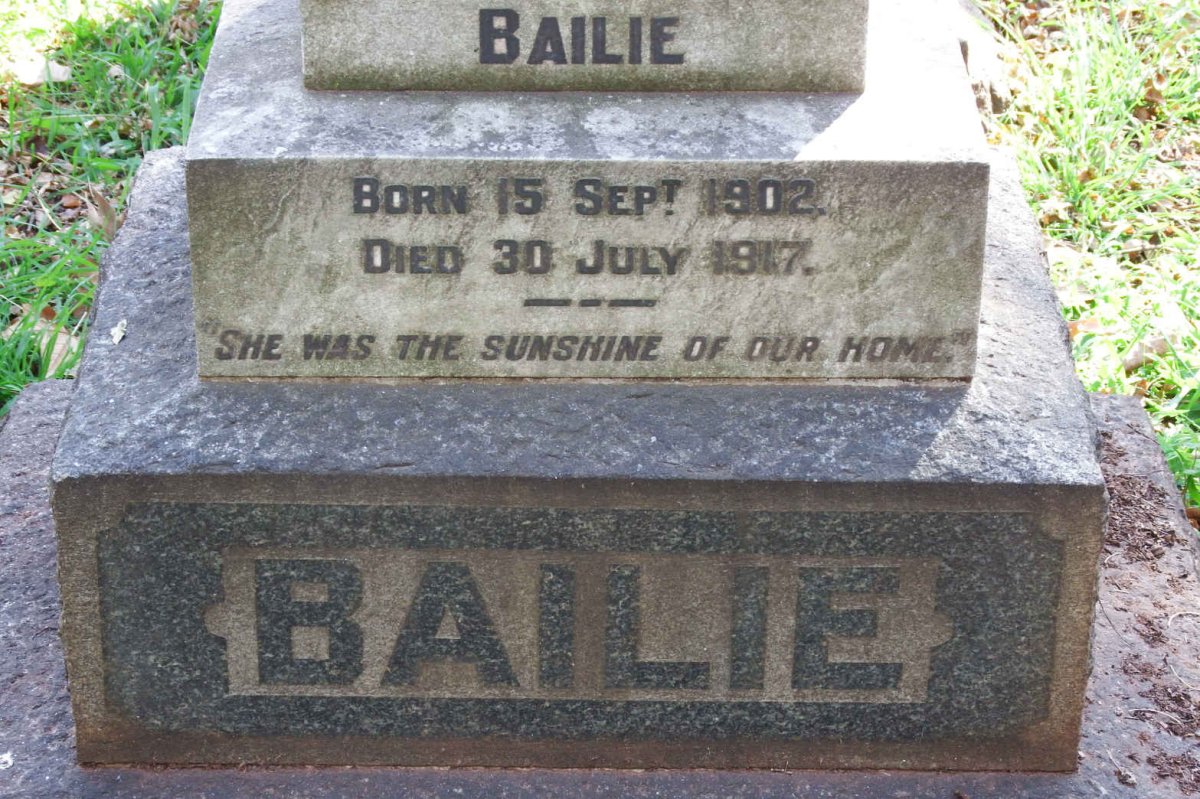 BAILIE
BORN 15 SEPT 1902.
DIED 30 JULY 1917.
"SHE WAS THE SUNSHINE OF OUR HOME."
BAILIE